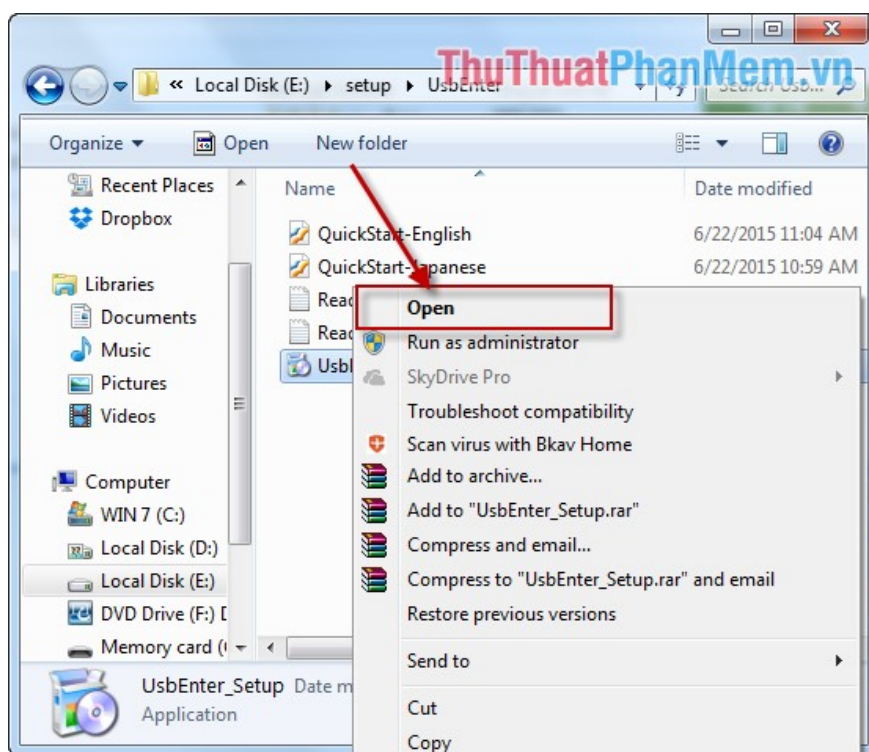 ThuThuatPhanMem.vn
« Local Disk (E:) ▸ setup ▸ UsbEnter
Organize Open New folder
Recent Places
Dropbox
Libraries
Documents
Music
Pictures
Videos
Computer
WIN 7 (C:)
Local Disk (D:)
Local Disk (E:)
DVD Drive (F:)
Memory card
Name Date modified
QuickStart-English 6/22/2015 11:04 AM
QuickStart-Japanese 6/22/2015 10:59 AM
Open
Run as administrator
SkyDrive Pro
Troubleshoot compatibility
Scan virus with Bkav Home
Add to archive...
Add to "UsbEnter_Setup.rar"
Compress and email...
Compress to "UsbEnter_Setup.rar" and email
Restore previous versions
Send to
Cut
Copy
UsbEnter_Setup Date
Application